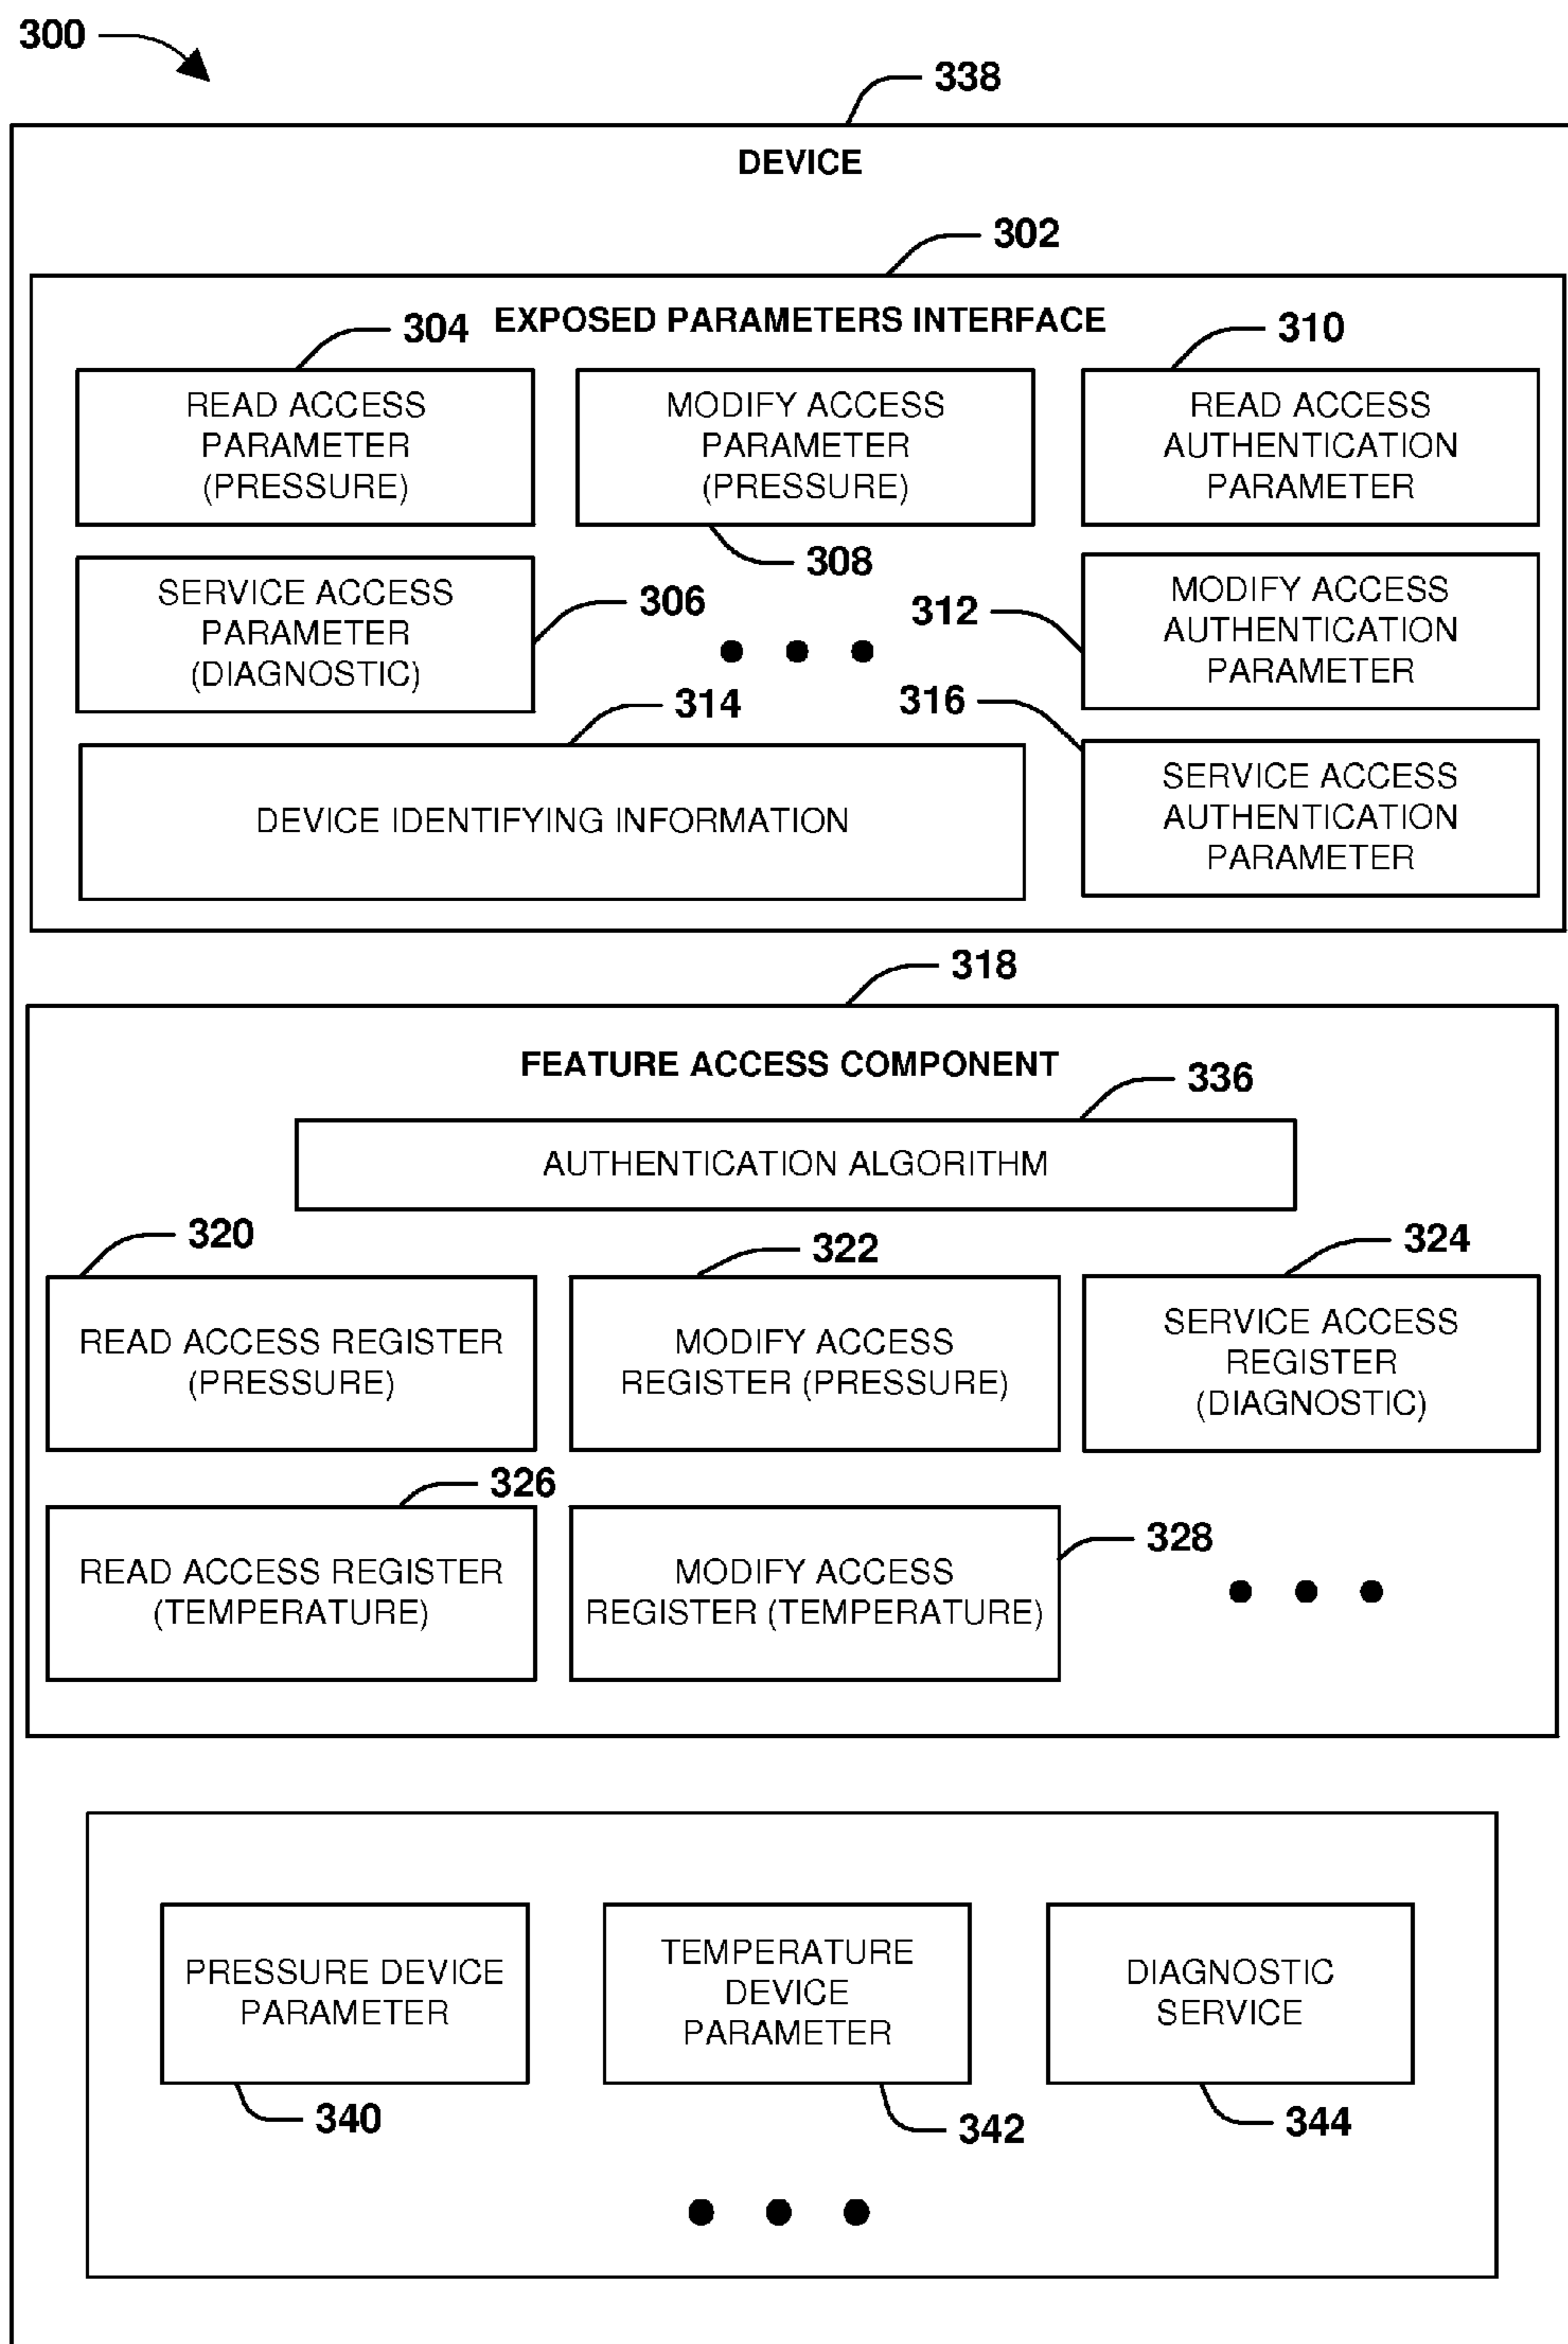 300
338
DEVICE
302
304 EXPOSED PARAMETERS INTERFACE 310
READ ACCESS
PARAMETER
(PRESSURE)
MODIFY ACCESS
PARAMETER
(PRESSURE)
READ ACCESS
AUTHENTICATION
PARAMETER
308
SERVICE ACCESS
PARAMETER
(DIAGNOSTIC)
306
312
MODIFY ACCESS
AUTHENTICATION
PARAMETER
314
316
DEVICE IDENTIFYING INFORMATION
SERVICE ACCESS
AUTHENTICATION
PARAMETER
318
FEATURE ACCESS COMPONENT
336
AUTHENTICATION ALGORITHM
320
322
324
READ ACCESS REGISTER
(PRESSURE)
MODIFY ACCESS
REGISTER (PRESSURE)
SERVICE ACCESS
REGISTER
(DIAGNOSTIC)
326
READ ACCESS REGISTER
(TEMPERATURE)
MODIFY ACCESS
REGISTER (TEMPERATURE)
328
PRESSURE DEVICE
PARAMETER
TEMPERATURE
DEVICE
PARAMETER
DIAGNOSTIC
SERVICE
340
342
344